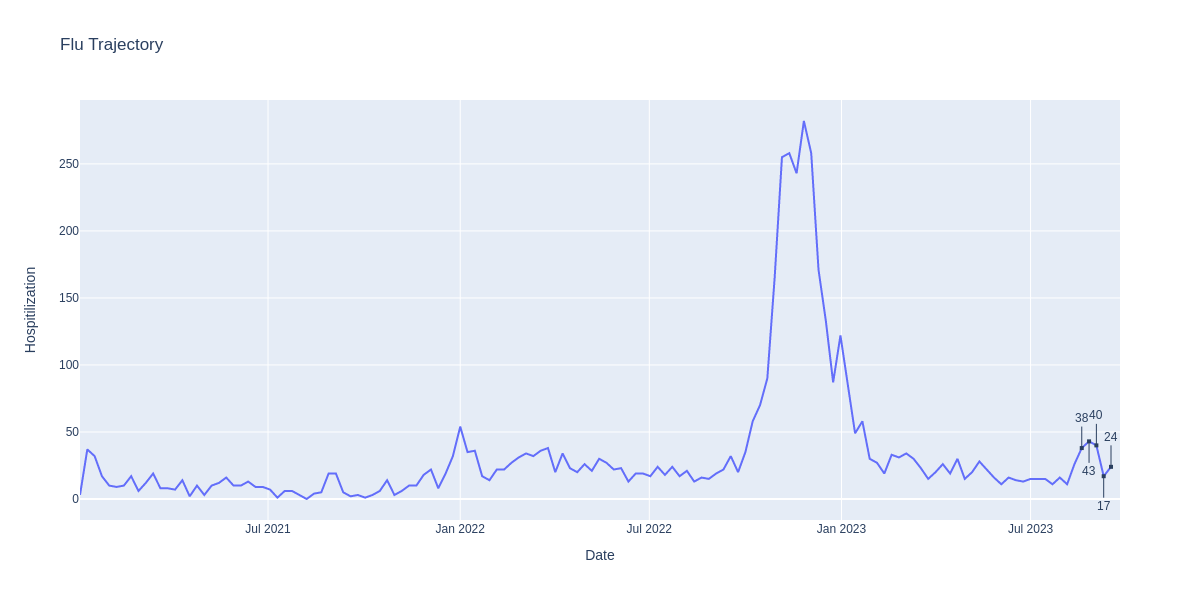 Flu Trajectory
Hospitilization
250
200
150
100
50
0
38
40
43
17
24
Jul 2021
Jan 2022
Jul 2022
Jan 2023
Jul 2023
Date